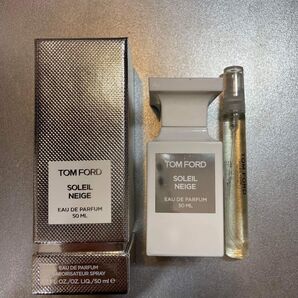 TOM FORD
SOLEIL
NEIGE
EAU DE PARFUM
50 ML
EAU DE PARFUM
VAPORISATEUR SPRAY
FL.OZ./OZ. LIQ./50 ml ℮
TOM FORD
SOLEIL
NEIGE
EAU DE PARFUM
50 ML